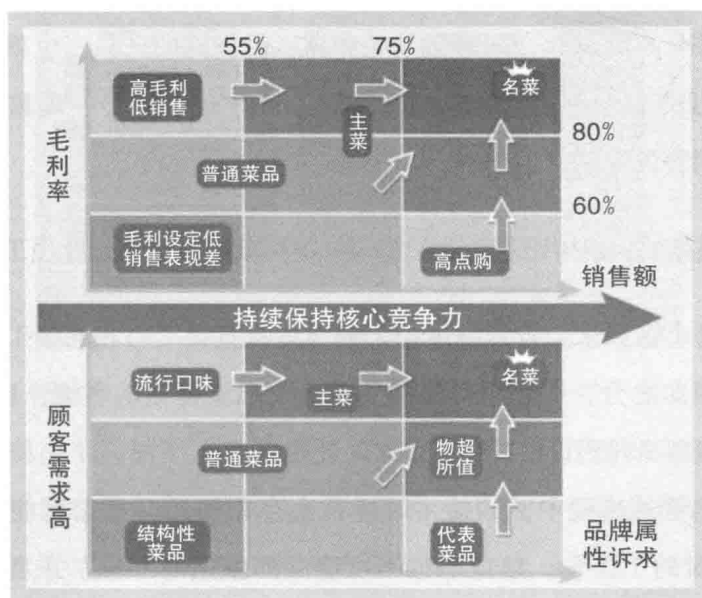 55%
75%
高毛利
低销售
名菜
主
菜
80%
毛
利
率
普通菜品
60%
毛利设定低
销售表现差
高点购
销售额
持续保持核心竞争力
流行口味
主菜
名菜
顾
客
需
求
高
普通菜品
物超
所值
结构性
菜品
代表
菜品
品牌属
性诉求